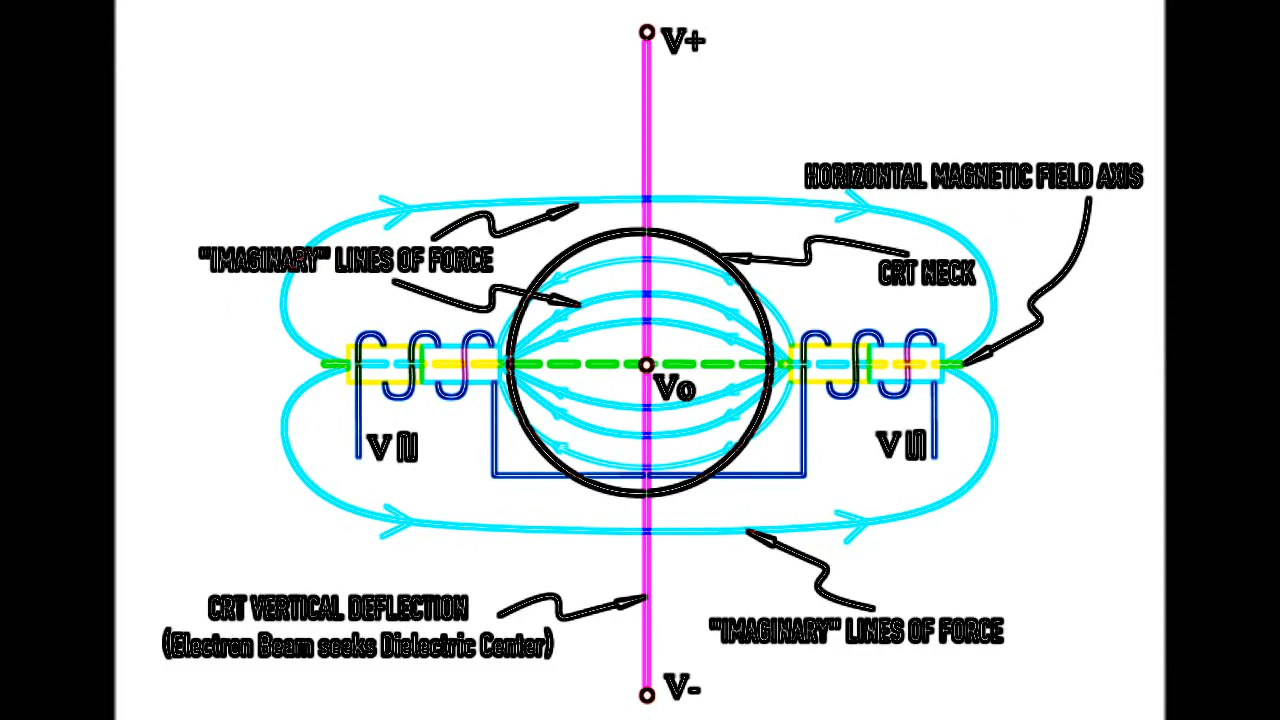 V+
HORIZONTAL MAGNETIC FIELD AXIS
"IMAGINARY" LINES OF FORCE
CRT NECK
Vo
V
V
CRT VERTICAL DEFLECTION
(Electron Beam seeks Dielectric Center)
"IMAGINARY" LINES OF FORCE
V-